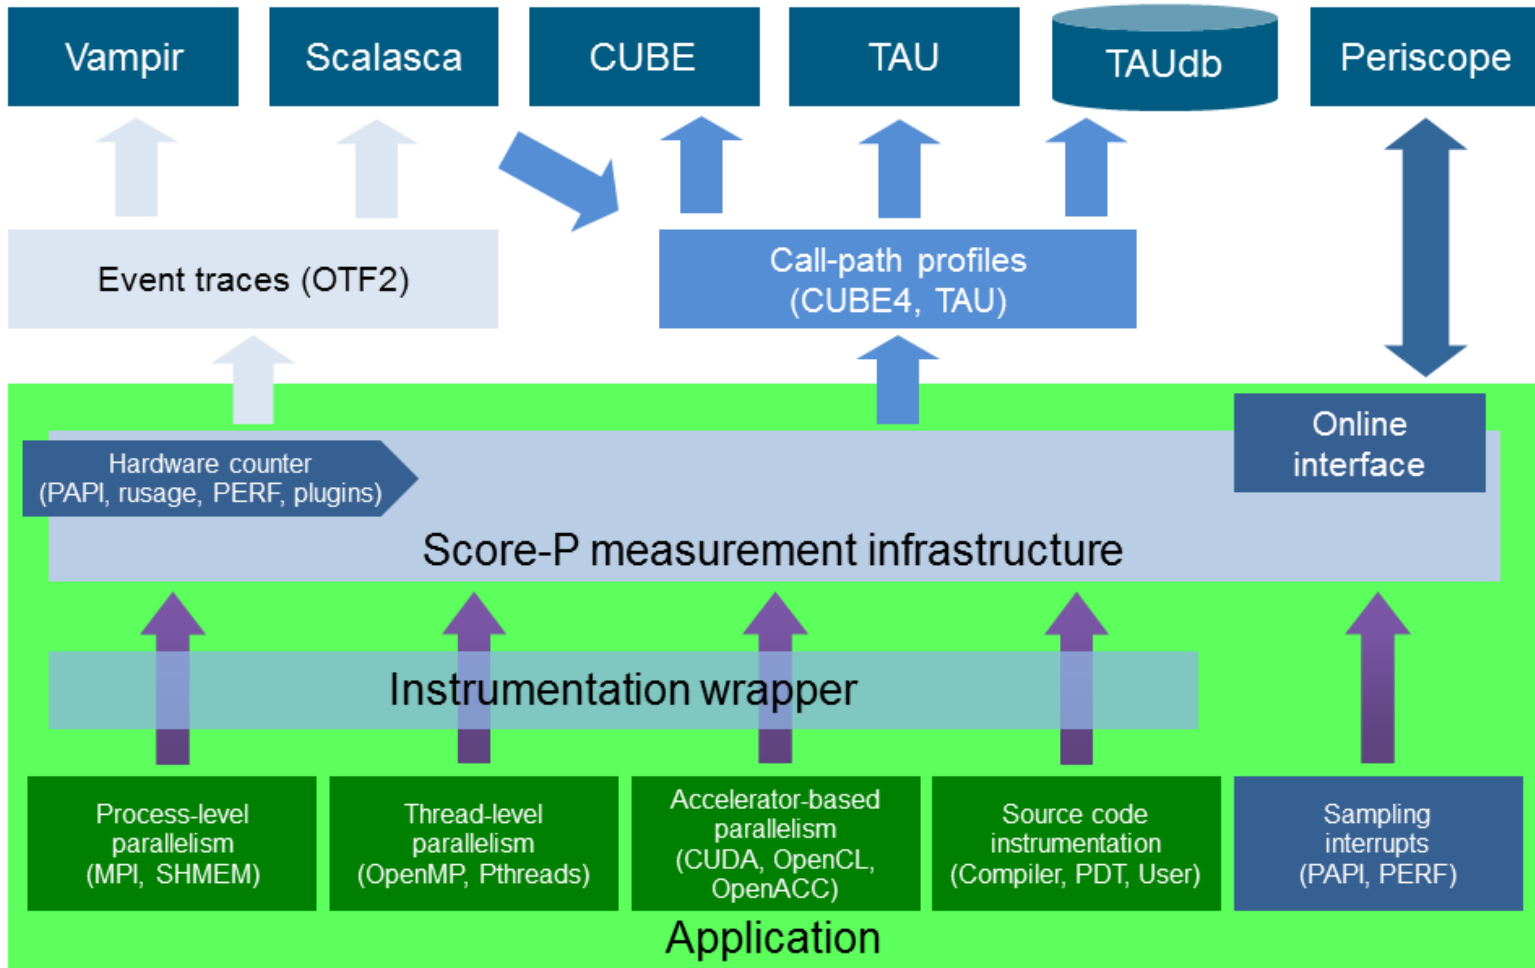 Vampir
Scalasca
CUBE
TAU
TAUdb
Periscope
Event traces (OTF2)
Call-path profiles
(CUBE4, TAU)
Online
interface
Hardware counter
(PAPI, rusage, PERF, plugins)
Score-P measurement infrastructure
Instrumentation wrapper
Process-level
parallelism
(MPI, SHMEM)
Thread-level
parallelism
(OpenMP, Pthreads)
Accelerator-based
parallelism
(CUDA, OpenCL,
OpenACC)
Source code
instrumentation
(Compiler, PDT, User)
Sampling
interrupts
(PAPI, PERF)
Application